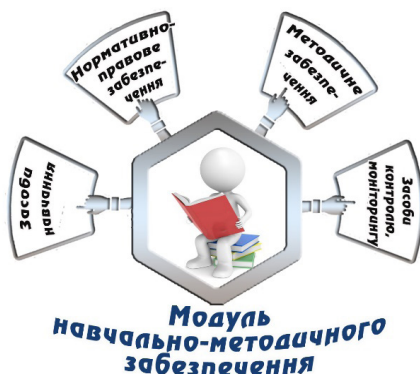 Засоби
навчання
Нормативно-
правове
забезпе-
чення
Методичне
забезпе-
чення
Засоби
контролю,
моніторингу
Модуль
навчально-методичного
забезпечення